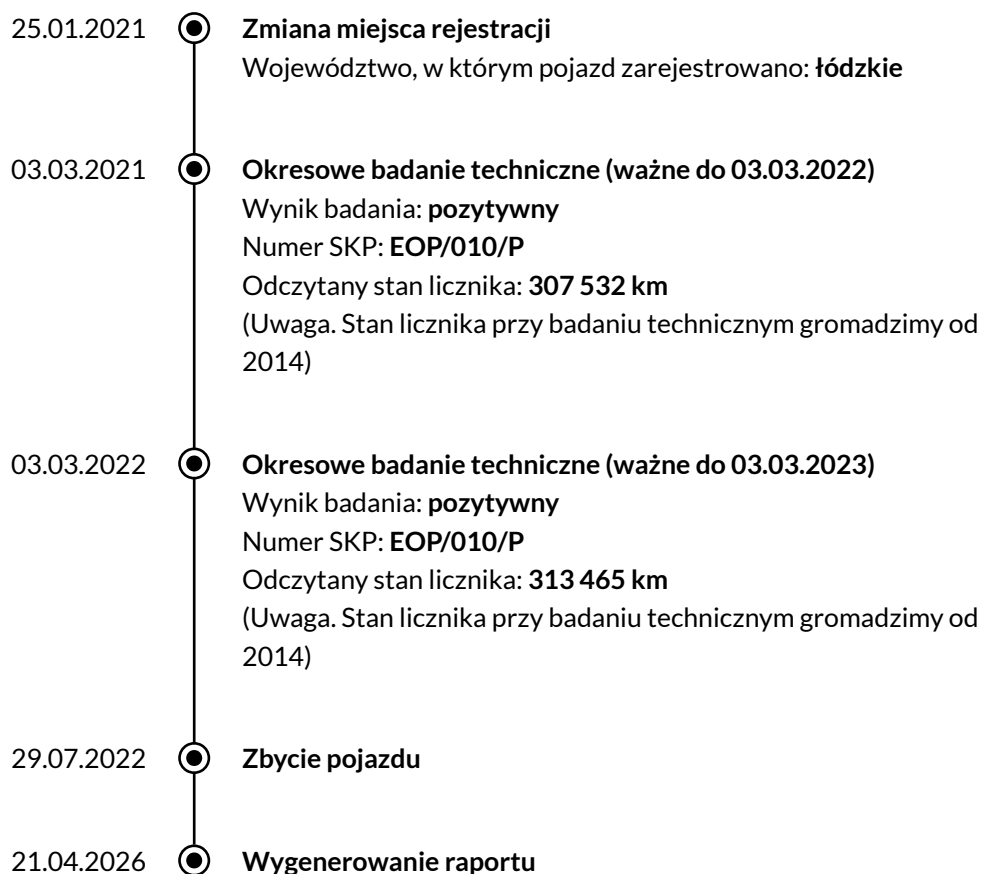 25.01.2021 Zmiana miejsca rejestracji
Województwo, w którym pojazd zarejestrowano: łódzkie
03.03.2021 Okresowe badanie techniczne (ważne do 03.03.2022)
Wynik badania: pozytywny
Numer SKP: EOP/010/P
Odczytany stan licznika: 307 532 km
(Uwaga. Stan licznika przy badaniu technicznym gromadzimy od
2014)
03.03.2022 Okresowe badanie techniczne (ważne do 03.03.2023)
Wynik badania: pozytywny
Numer SKP: EOP/010/P
Odczytany stan licznika: 313 465 km
(Uwaga. Stan licznika przy badaniu technicznym gromadzimy od
2014)
29.07.2022 Zbycie pojazdu
21.04.2026 Wygenerowanie raportu